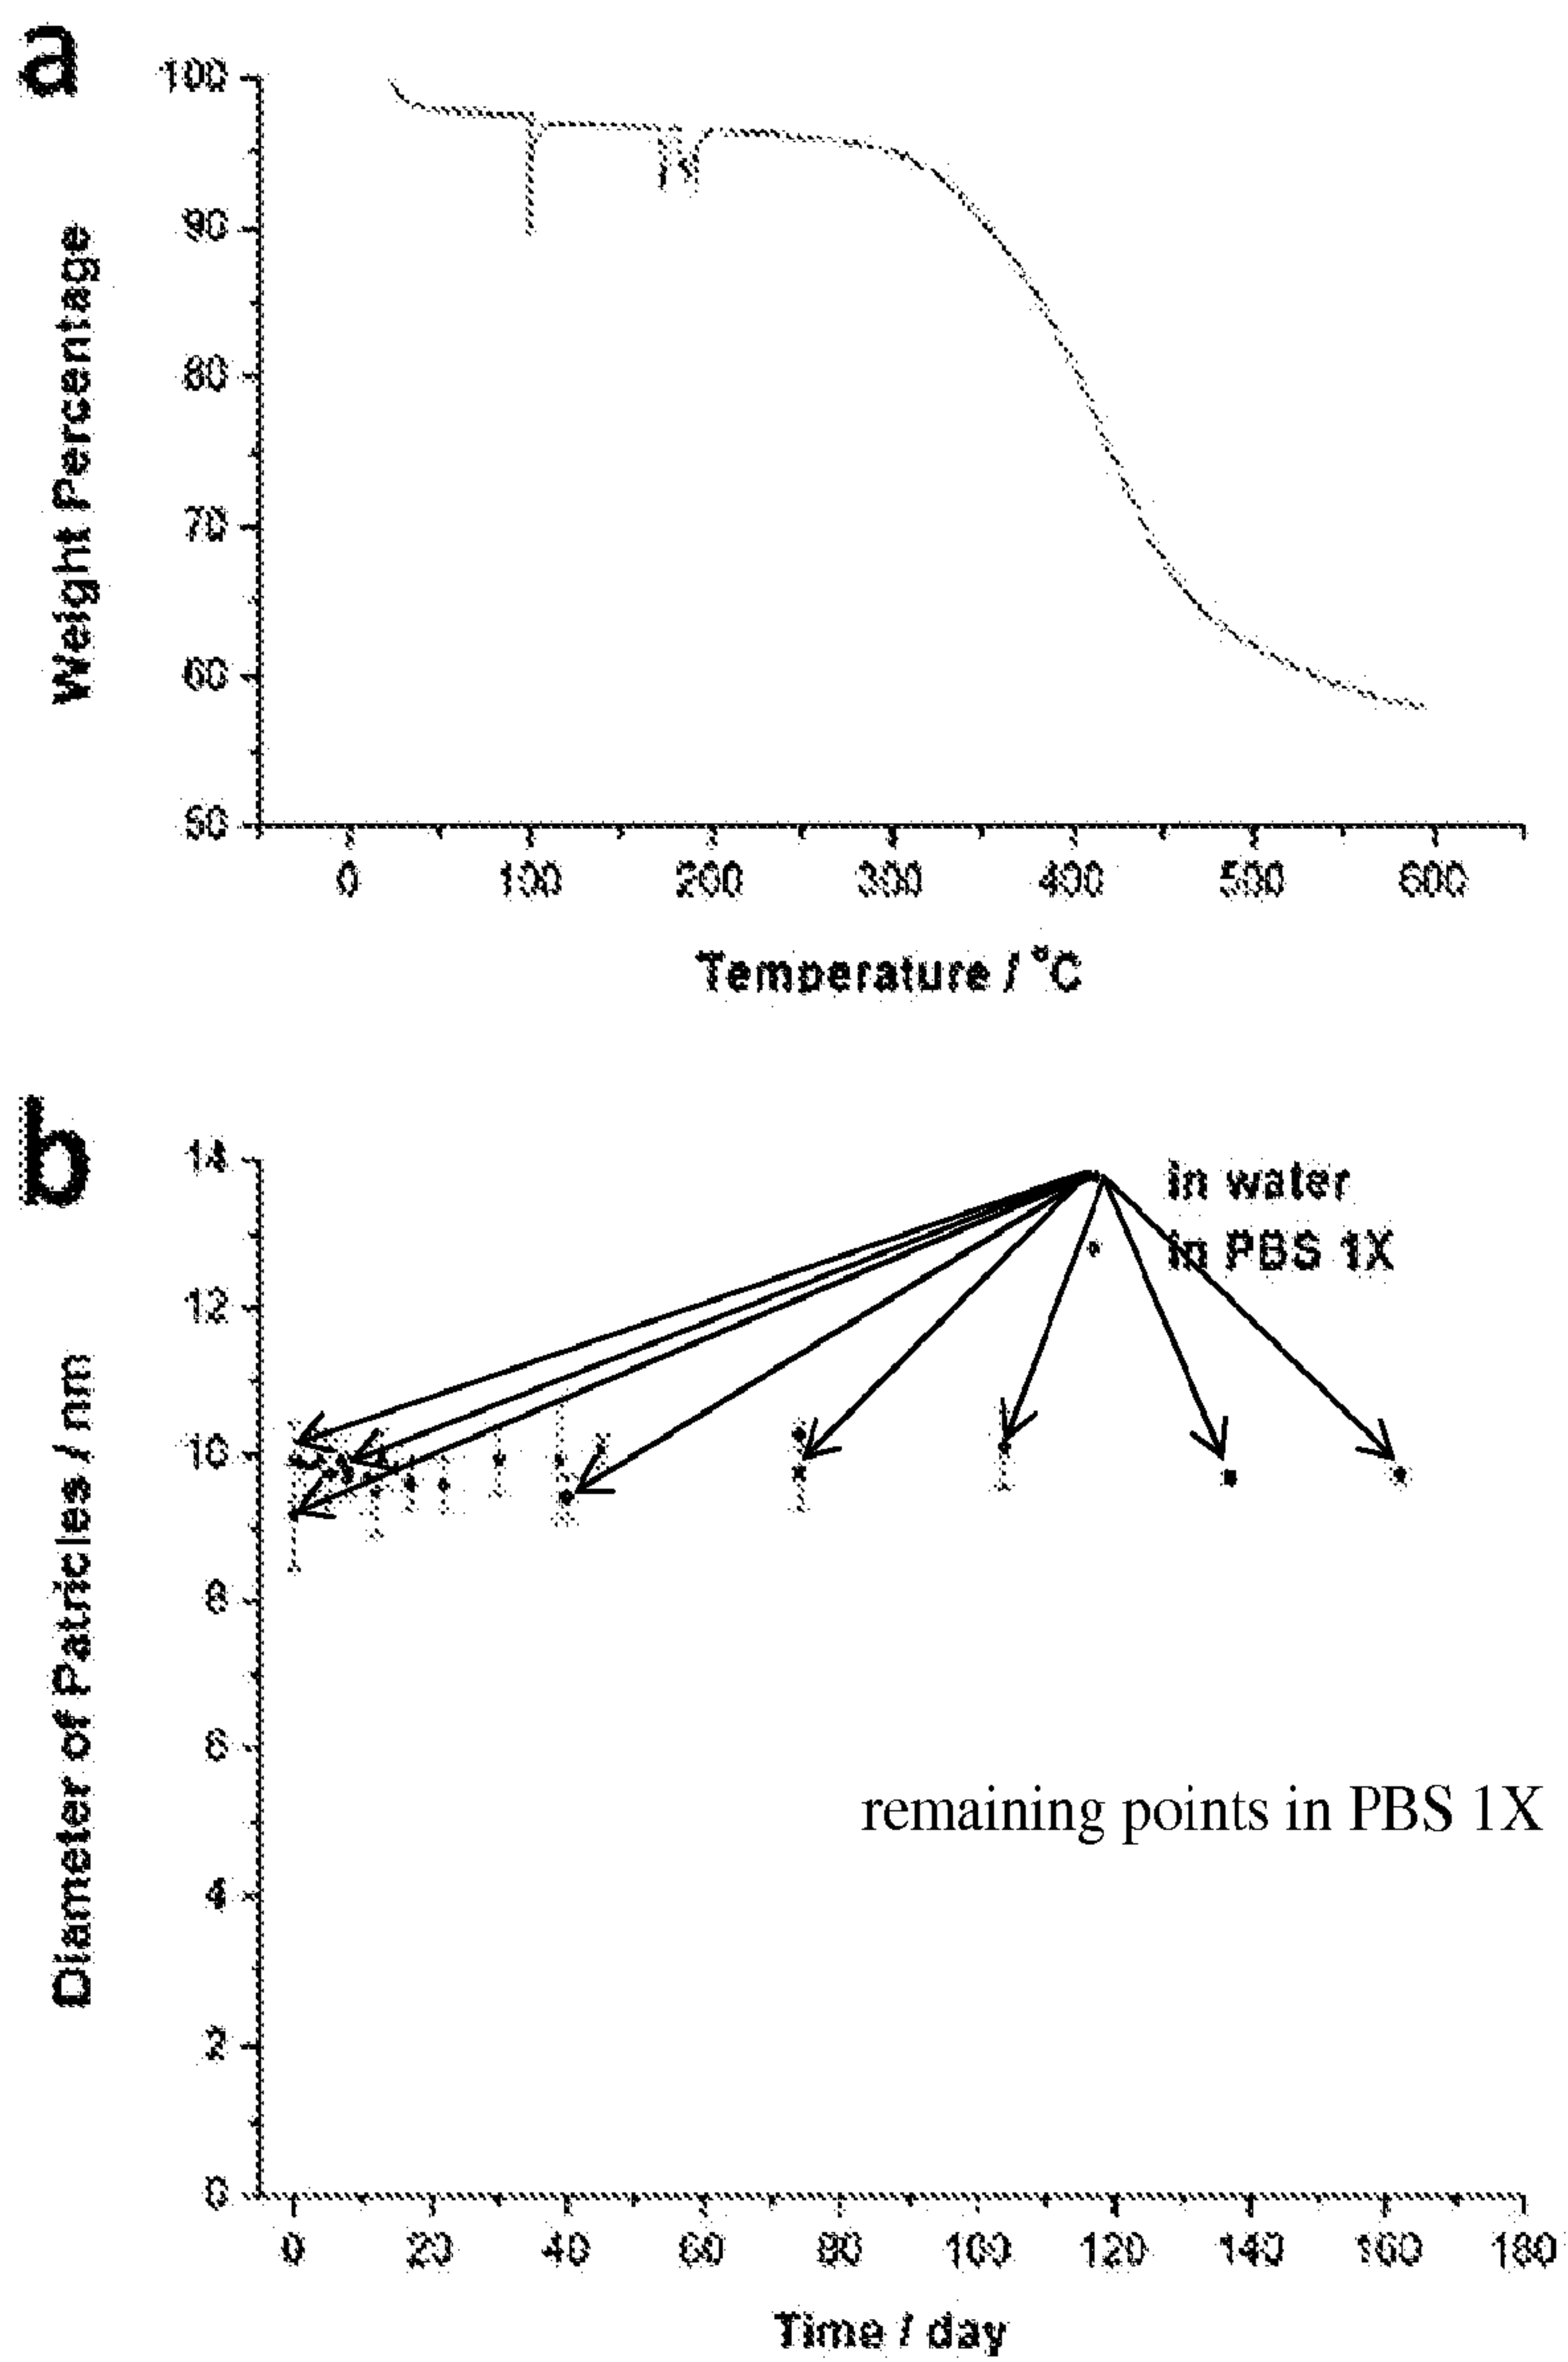 a
100
90
80
70
60
50
Weight Percentage
0 100 200 300 400 500 600
Temperature / °C
b
14
12
10
8
6
4
2
0
Diameter of Patricles / nm
in water
in PBS 1X
remaining points in PBS 1X
0 20 40 60 80 100 120 140 160 180
Time / day